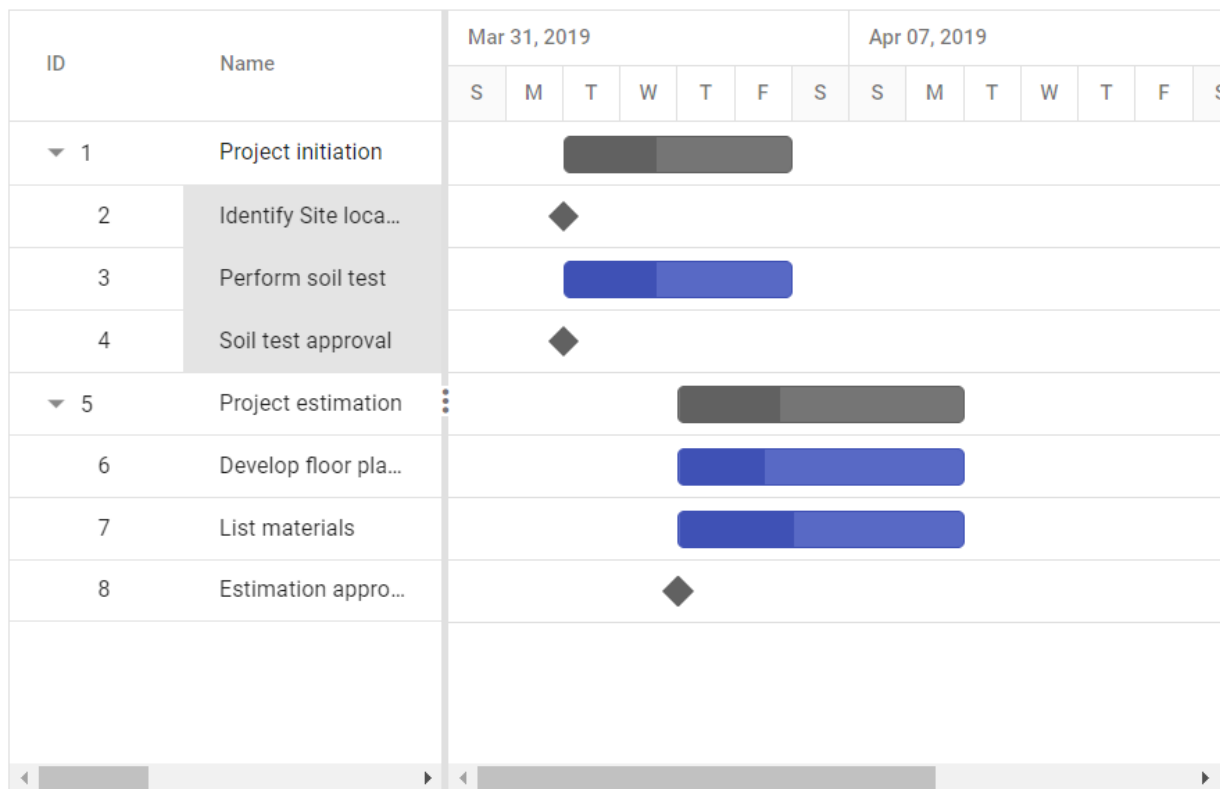 ID Name Mar 31, 2019 Apr 07, 2019
S M T W T F S S M T W T F S
1 Project initiation
2 Identify Site loca...
3 Perform soil test
4 Soil test approval
5 Project estimation
6 Develop floor pla...
7 List materials
8 Estimation appro...